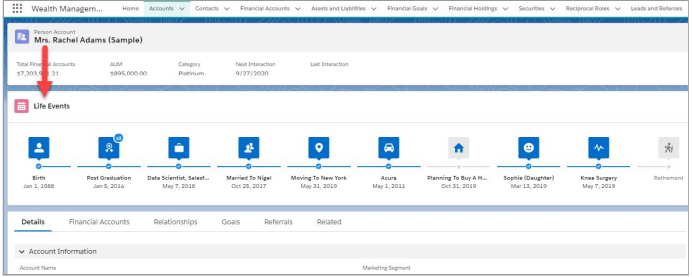 Wealth Managem... Home Accounts Contacts Financial Accounts Assets and Liabilities Financial Goals Financial Holdings Securities Reciprocal Roles Leads and Referrals
Person Account
Mrs. Rachel Adams (Sample)
Total Financial Accounts AUM Category Next Interaction Last Interaction
$895,000.00 Platinum 9/27/2020
Life Events
x2
Birth Post Graduation Data Scientist, Salesf... Married To Nigel Moving To New York Acura Planning To Buy A H... Sophie (Daughter) Knee Surgery Retirement
Jan 1, 1986 Jan 5, 2014 May 7, 2016 Oct 25, 2017 May 31, 2019 May 1, 2011 Oct 31, 2019 Mar 13, 2019 May 7, 2019
Details Financial Accounts Relationships Goals Referrals Related
Account Information
Account Name Marketing Segment